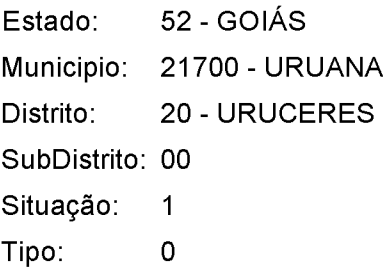 Estado: 52 - GOIÁS
Municipio: 21700 - URUANA
Distrito: 20 - URUCERES
SubDistrito: 00
Situação: 1
Tipo: 0